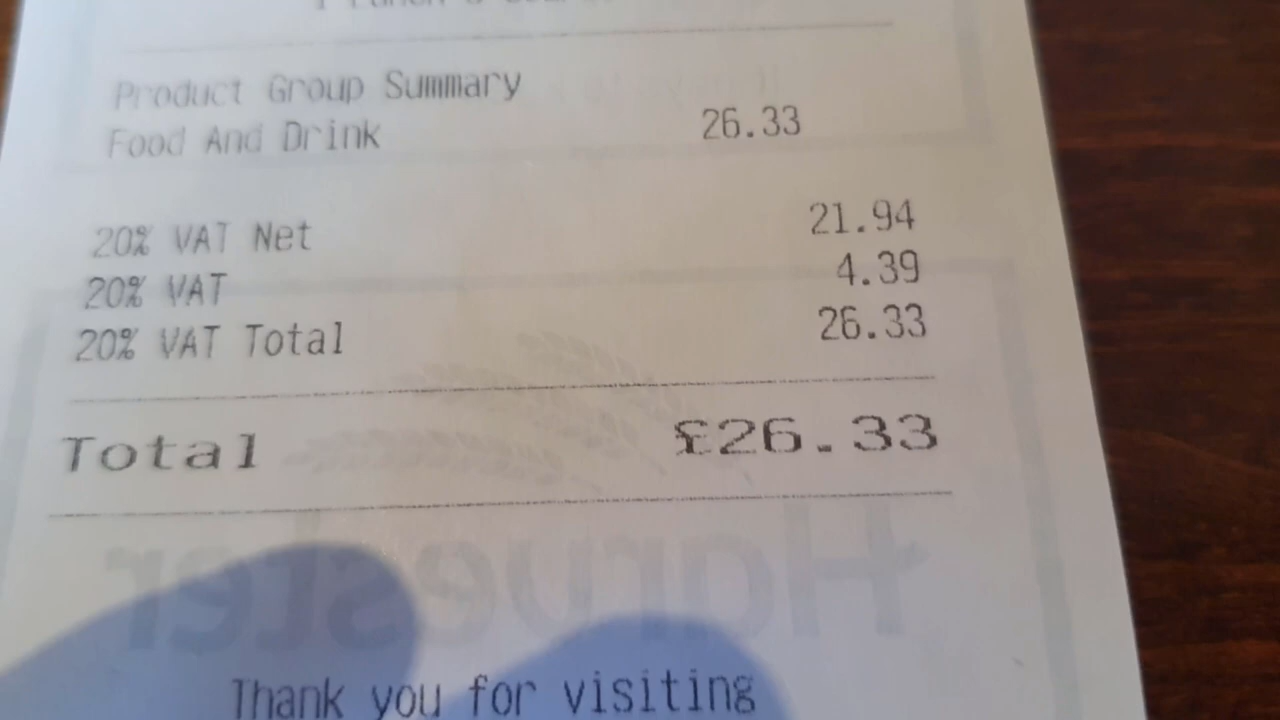 Product Group Summary
Food And Drink 26.33
20% VAT Net 21.94
20% VAT 4.39
20% VAT Total 26.33
Total £26.33
Harvester
Thank you for visiting